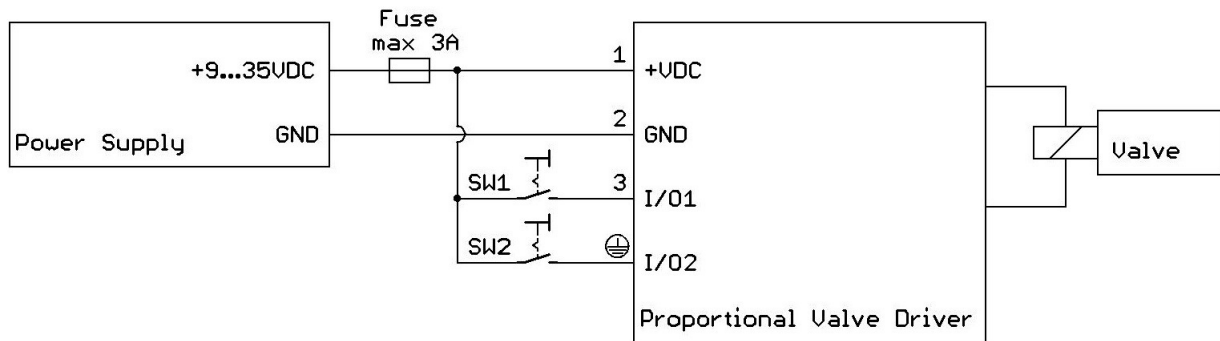 Fuse
max 3A
+9...35VDC
1
+VDC
GND
2
GND
Power Supply
SW1
3
I/O1
SW2
I/O2
Valve
Proportional Valve Driver